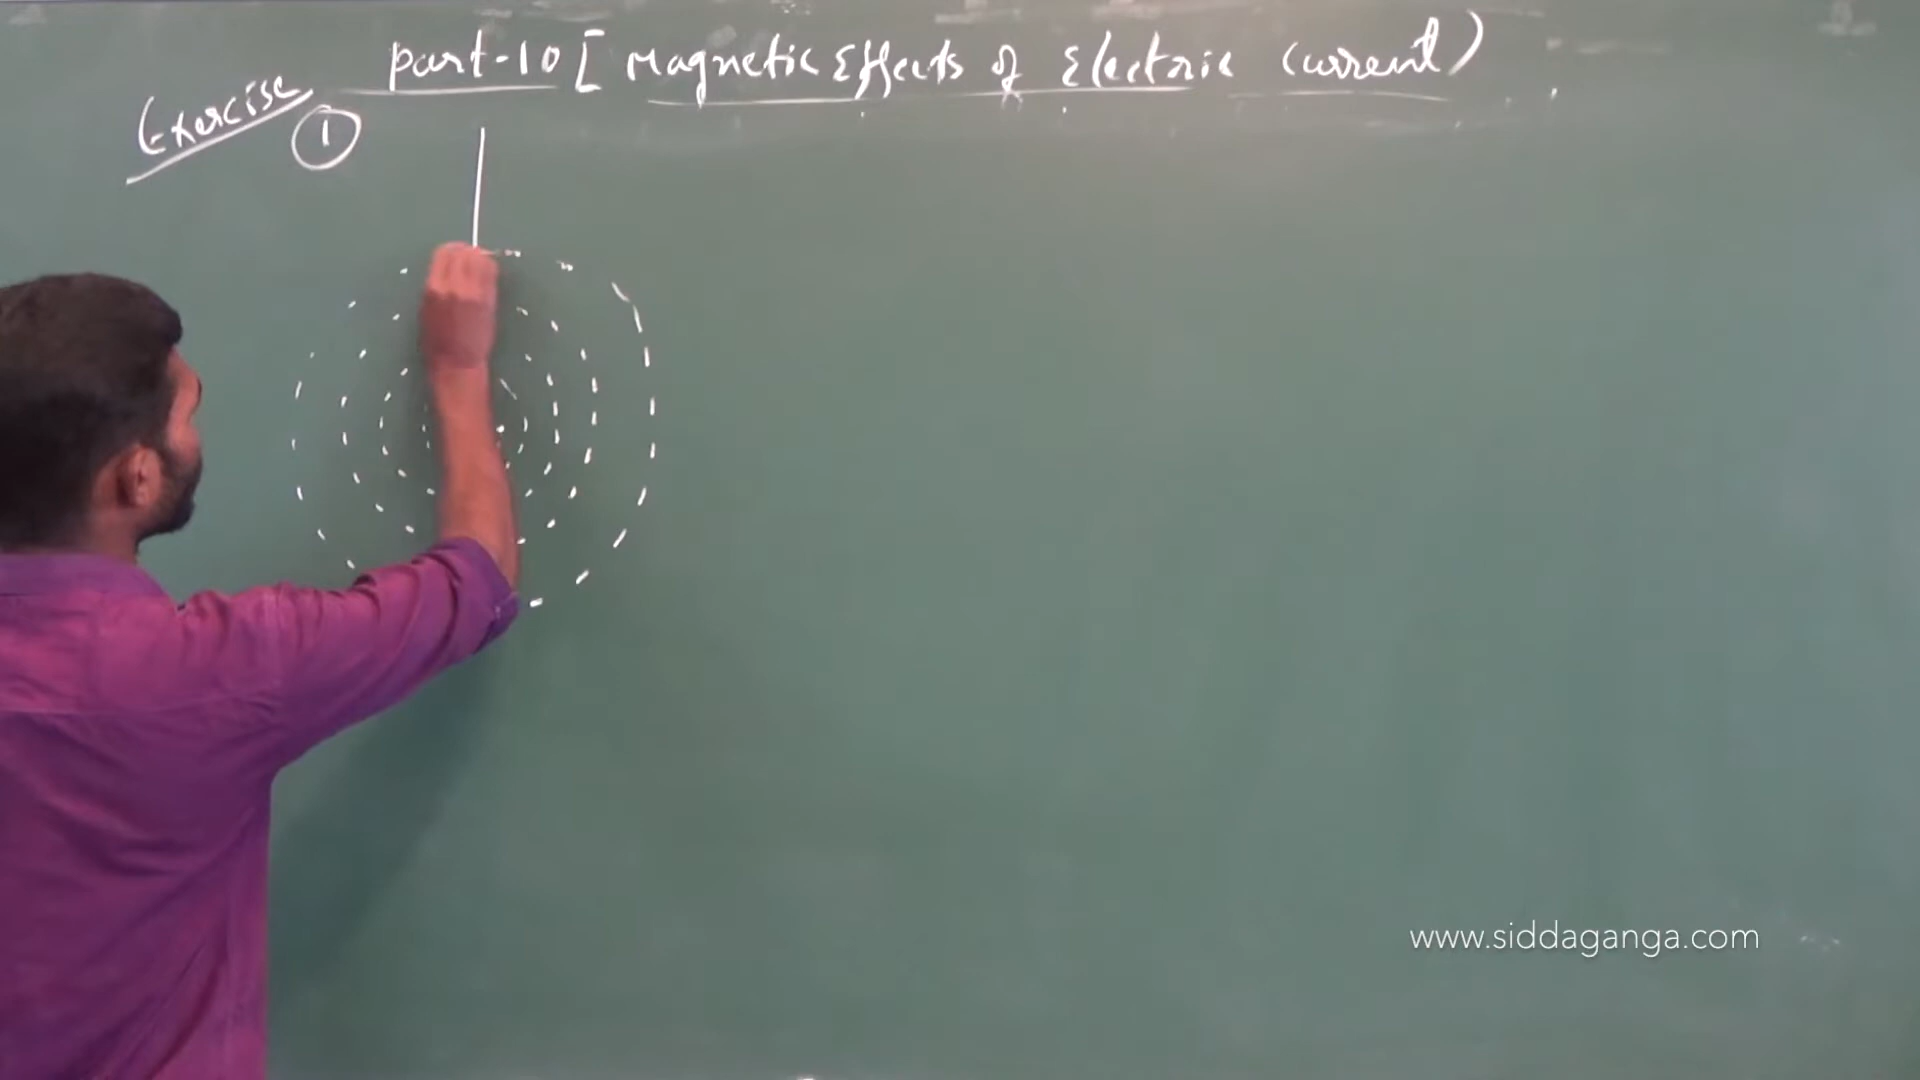 part-10 [ Magnetic Effects of Electric Current )
Exercise
1
www.siddaganga.com